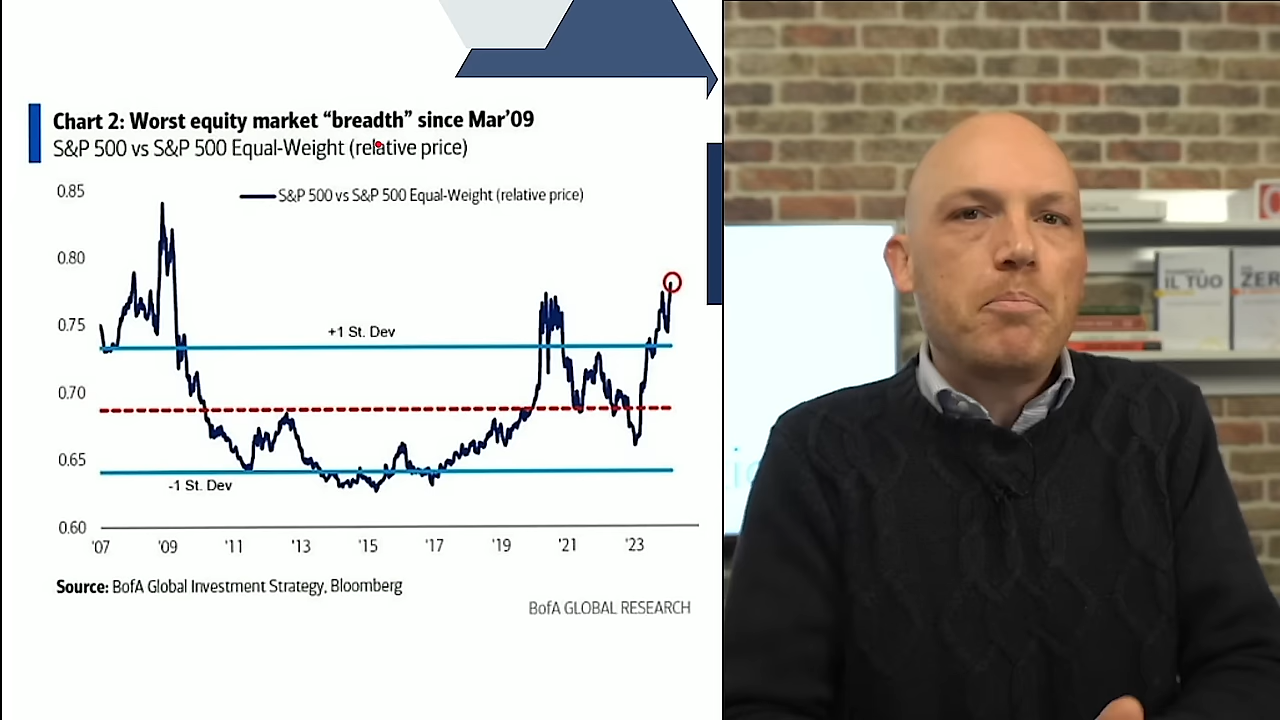 Chart 2: Worst equity market “breadth” since Mar’09
S&P 500 vs S&P 500 Equal-Weight (relative price)
S&P 500 vs S&P 500 Equal-Weight (relative price)
0.85
0.80
0.75
0.70
0.65
0.60
+1 St. Dev
-1 St. Dev
'07 '09 '11 '13 '15 '17 '19 '21 '23
Source: BofA Global Investment Strategy, Bloomberg
BofA GLOBAL RESEARCH
IL TUO
ZER